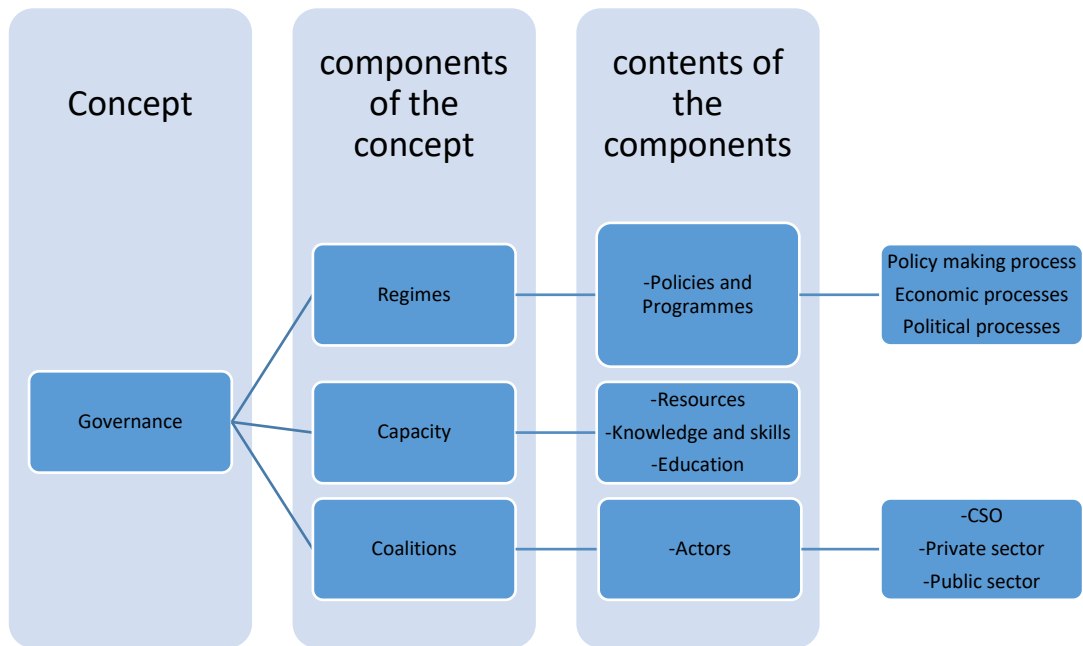 Concept
components
of the
concept
contents of
the
components
Governance
Regimes
-Policies and
Programmes
Policy making process
Economic processes
Political processes
Capacity
-Resources
-Knowledge and skills
-Education
Coalitions
-Actors
-CSO
-Private sector
-Public sector